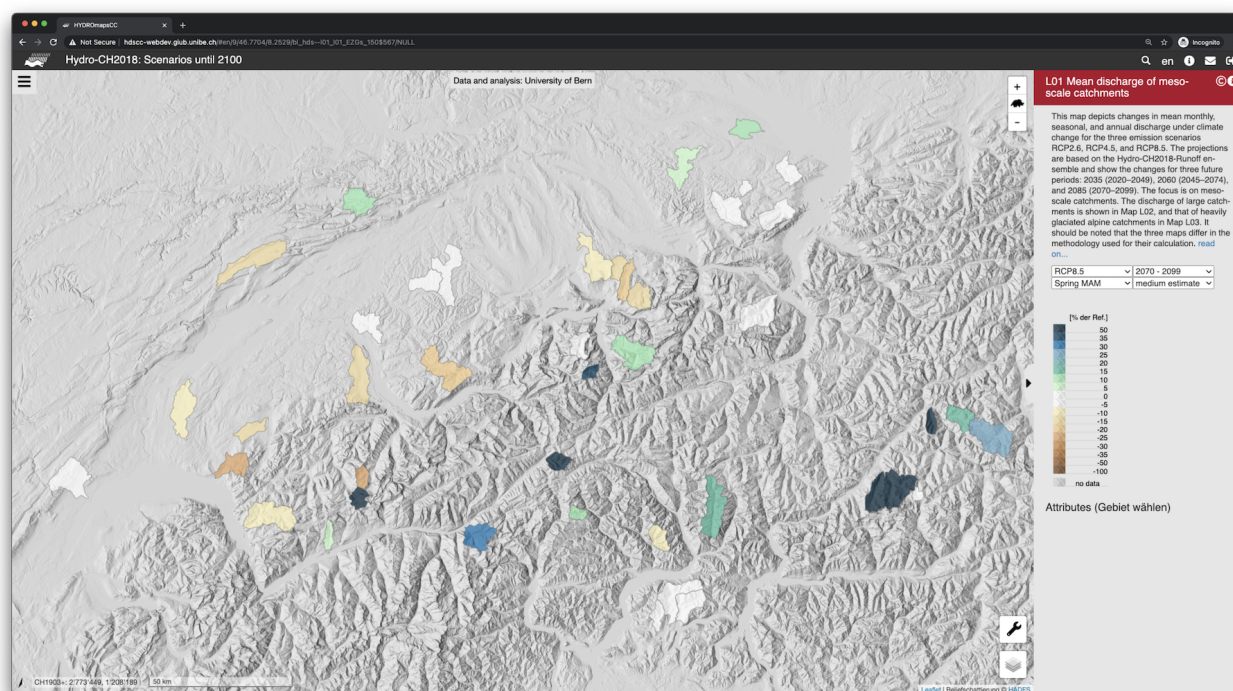 HYDROmapsCC
Not Secure | hdscc-webdev.giub.unibe.ch/#en/9/46.7704/8.2529/bl_hds--l01_l01_EZGs_150$567/NULL
Incognito
Hydro-CH2018: Scenarios until 2100
en
Data and analysis: University of Bern
+
-
L01 Mean discharge of meso-
scale catchments
This map depicts changes in mean monthly,
seasonal, and annual discharge under climate
change for the three emission scenarios
RCP2.6, RCP4.5, and RCP8.5. The projections
are based on the Hydro-CH2018-Runoff en-
semble and show the changes for three future
periods: 2035 (2020–2049), 2060 (2045–2074),
and 2085 (2070–2099). The focus is on meso-
scale catchments. The discharge of large catch-
ments is shown in Map L02, and that of heavily
glaciated alpine catchments in Map L03. It
should be noted that the three maps differ in the
methodology used for their calculation. read
on...
RCP8.5 2070 - 2099
Spring MAM medium estimate
[% der Ref.]
50
35
30
25
20
15
10
5
0
-5
-10
-15
-20
-25
-30
-35
-50
-100
no data
Attributes (Gebiet wählen)
CH1903+: 2'773'449, 1'208'189
50 km
Leaflet | Reliefschattierung © HADES